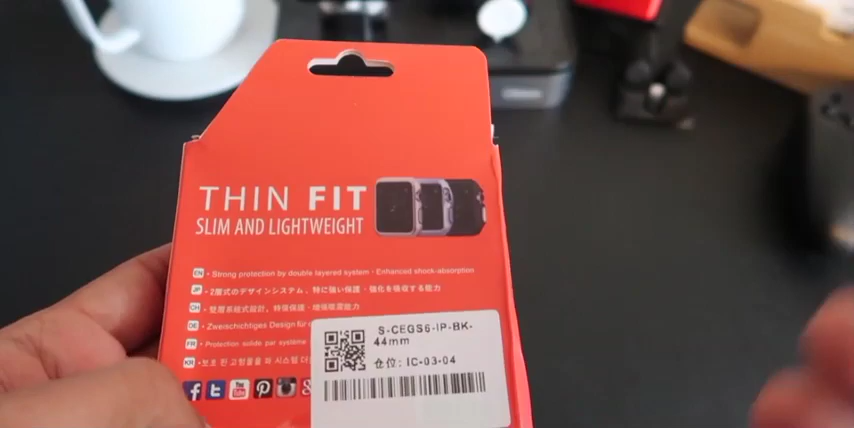 THIN FIT
SLIM AND LIGHTWEIGHT
EN - Strong protection by double layered system · Enhanced shock-absorption
JP - 2層式のデザインシステム、特に強い保護・強化を吸収する能力
CH - 雙層系統式設計,特強保護・增强吸震能力
DE - Zweischichtiges Design für
FR - Protection solide par système
KR - 보호
S-CEGS6-IP-BK-
44mm
仓位: IC-03-04